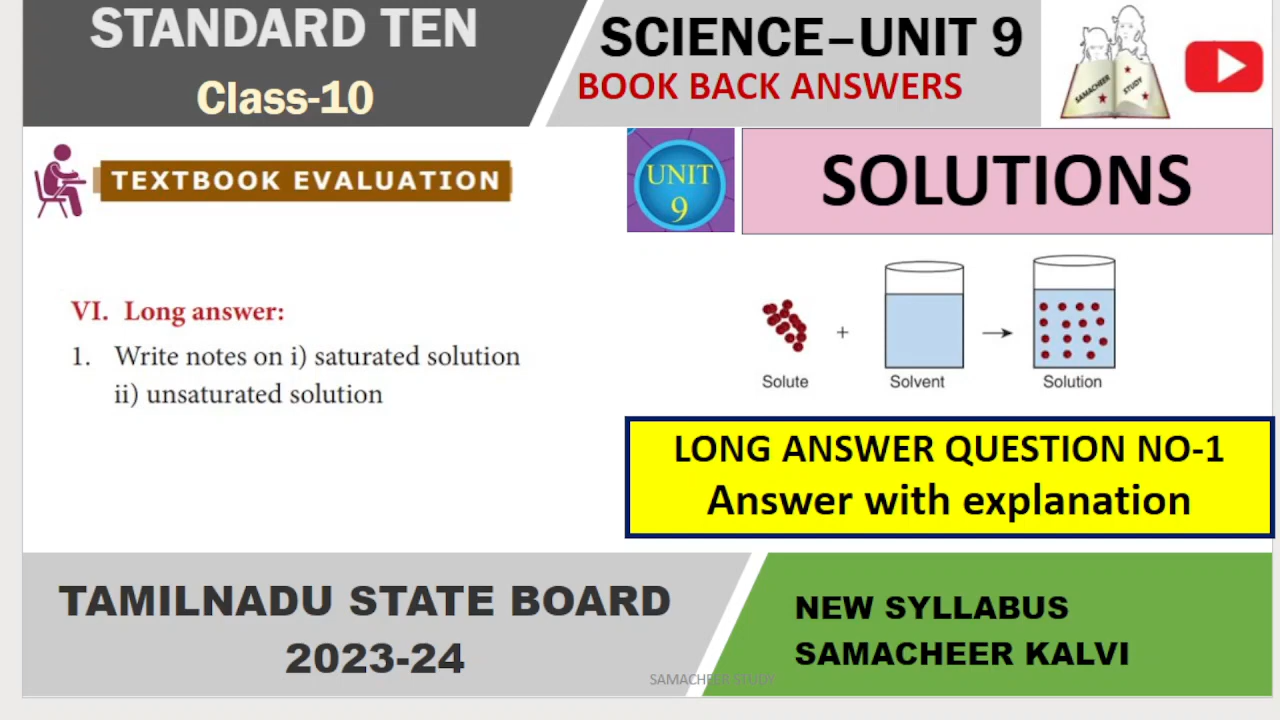 STANDARD TEN
Class-10
SCIENCE–UNIT 9
BOOK BACK ANSWERS
SAMACHEER
STUDY
TEXTBOOK EVALUATION
UNIT
9
SOLUTIONS
VI. Long answer:
1. Write notes on i) saturated solution
ii) unsaturated solution
+
Solute
Solvent
Solution
LONG ANSWER QUESTION NO-1
Answer with explanation
TAMILNADU STATE BOARD
2023-24
NEW SYLLABUS
SAMACHEER KALVI
SAMACHEER STUDY